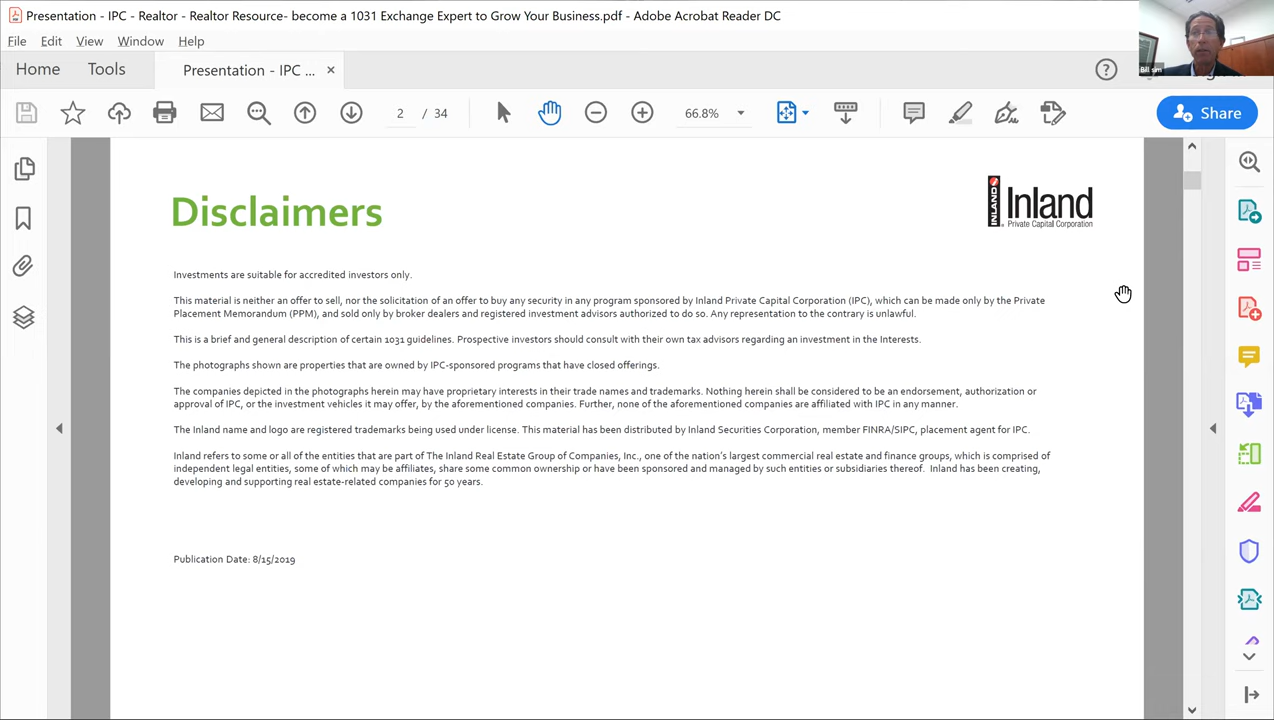 Presentation - IPC - Realtor - Realtor Resource- become a 1031 Exchange Expert to Grow Your Business.pdf - Adobe Acrobat Reader DC
File Edit View Window Help
Home Tools Presentation - IPC ... ×
2 / 34 66.8% Share
Bill sim
Disclaimers
INLAND Inland
Private Capital Corporation
Investments are suitable for accredited investors only.
This material is neither an offer to sell, nor the solicitation of an offer to buy any security in any program sponsored by Inland Private Capital Corporation (IPC), which can be made only by the Private
Placement Memorandum (PPM), and sold only by broker dealers and registered investment advisors authorized to do so. Any representation to the contrary is unlawful.
This is a brief and general description of certain 1031 guidelines. Prospective investors should consult with their own tax advisors regarding an investment in the Interests.
The photographs shown are properties that are owned by IPC-sponsored programs that have closed offerings.
The companies depicted in the photographs herein may have proprietary interests in their trade names and trademarks. Nothing herein shall be considered to be an endorsement, authorization or
approval of IPC, or the investment vehicles it may offer, by the aforementioned companies. Further, none of the aforementioned companies are affiliated with IPC in any manner.
The Inland name and logo are registered trademarks being used under license. This material has been distributed by Inland Securities Corporation, member FINRA/SIPC, placement agent for IPC.
Inland refers to some or all of the entities that are part of The Inland Real Estate Group of Companies, Inc., one of the nation's largest commercial real estate and finance groups, which is comprised of
independent legal entities, some of which may be affiliates, share some common ownership or have been sponsored and managed by such entities or subsidiaries thereof. Inland has been creating,
developing and supporting real estate-related companies for 50 years.
Publication Date: 8/15/2019